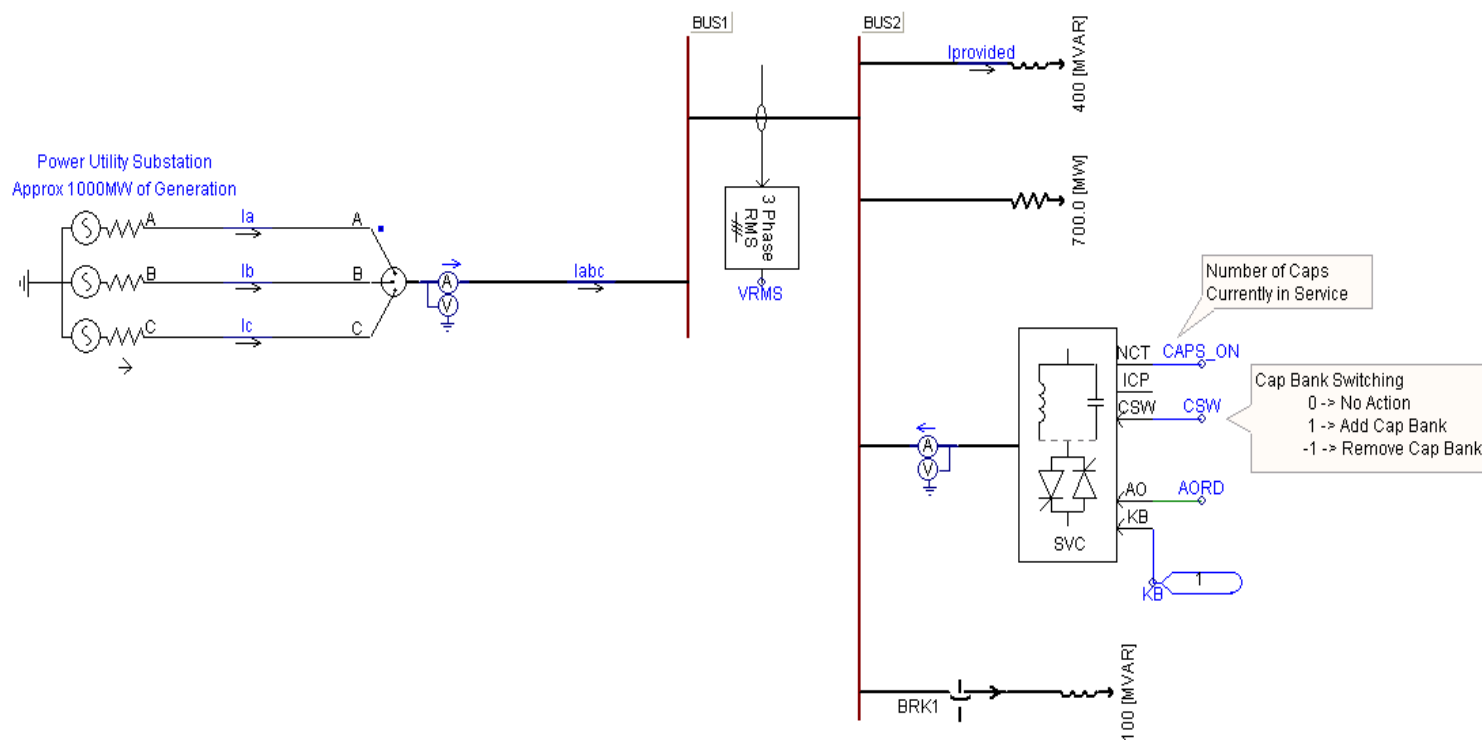 BUS1
BUS2
Iprovided
400 [MVAR]
Power Utility Substation
Approx 1000MW of Generation
S
A
Ia
A
S
B
Ib
B
S
C
Ic
C
A
V
Iabc
3 Phase
RMS
VRMS
700.0 [MW]
Number of Caps
Currently in Service
NCT
CAPS_ON
ICP
CSW
CSW
Cap Bank Switching
0 -> No Action
1 -> Add Cap Bank
-1 -> Remove Cap Bank
A
V
AO
AORD
KB
SVC
1
KB
BRK1
100 [MVAR]